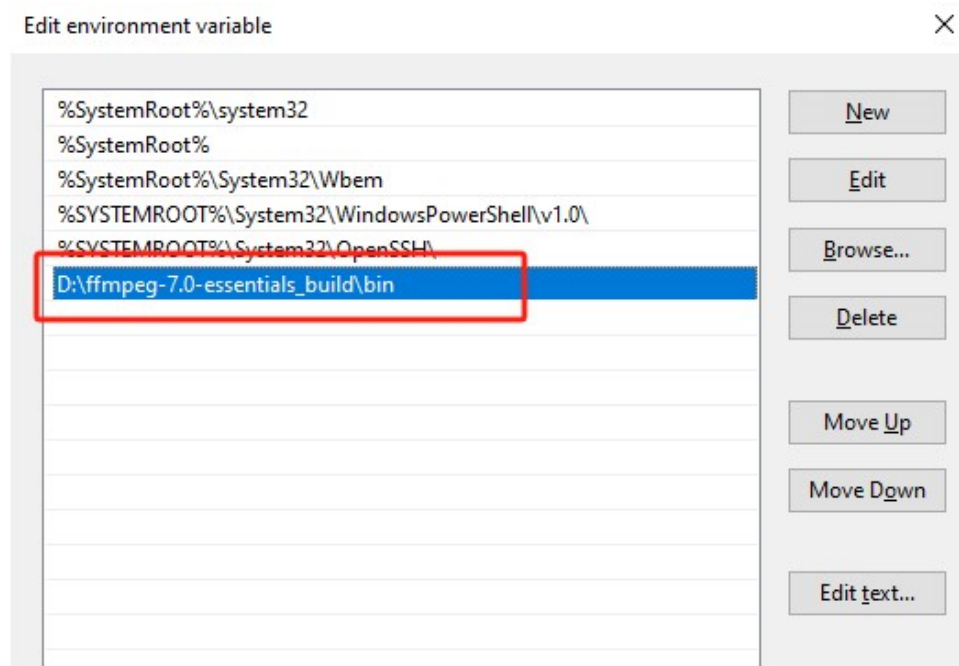 Edit environment variable
%SystemRoot%\system32
%SystemRoot%
%SystemRoot%\System32\Wbem
%SYSTEMROOT%\System32\WindowsPowerShell\v1.0\
%SYSTEMROOT%\System32\OpenSSH\
D:\ffmpeg-7.0-essentials_build\bin
New
Edit
Browse...
Delete
Move Up
Move Down
Edit text...